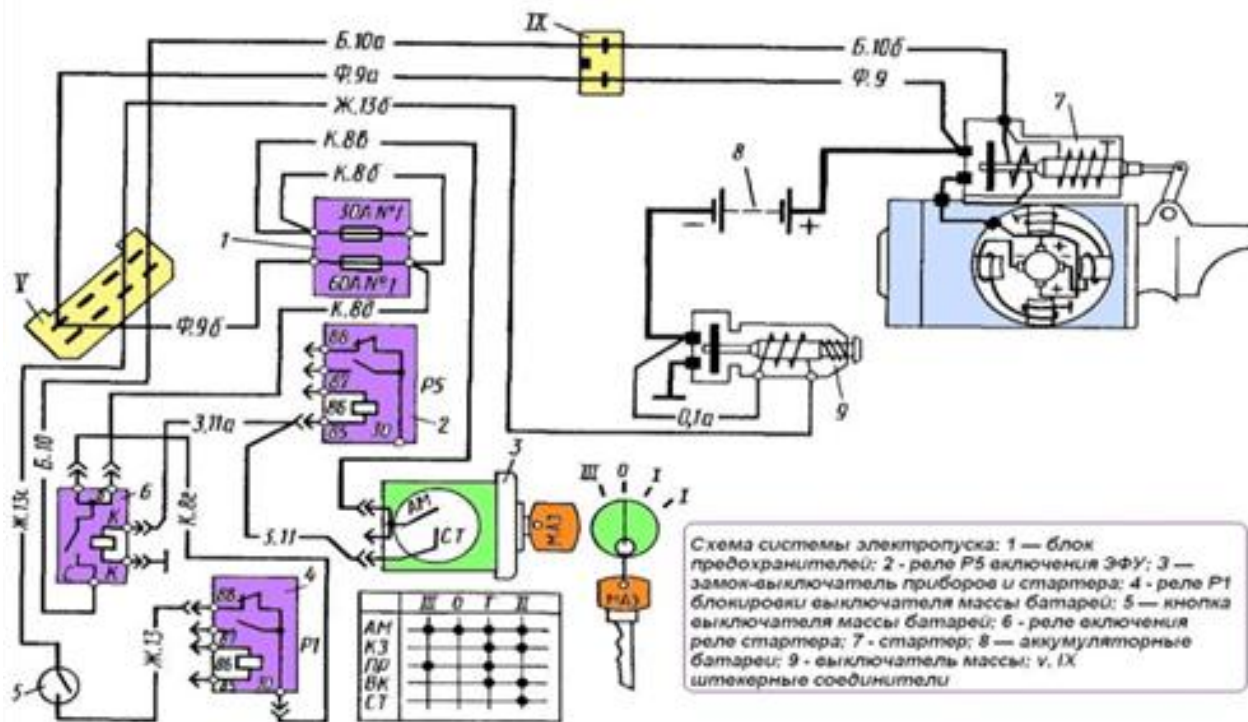 IX
Б.10а
Б.10б
Ф.9а
Ф.9
Ж.13б
7
К.8в
К.8б
8
30А №1
1
60А №1
− +
V
К.8д
Ф.9б
88
Р5
87
86
2
85
30
9
З.11а
0,1а
3
Б.10
6
К
К
К.8г
Ж.13г
АМ
СТ
МАЗ
З.11
III
0
I
I
МАЗ
4
88
Р1
87
86
85
30
Ж.13
5
III 0 I II
АМ
КЗ
ПР
ВК
СТ
Схема системы электропуска: 1 — блок
предохранителей; 2 - реле Р5 включения ЭФУ; 3 —
замок-выключатель приборов и стартера; 4 - реле Р1
блокировки выключателя массы батарей; 5 — кнопка
выключателя массы батарей; 6 - реле включения
реле стартера; 7 - стартер; 8 — аккумуляторные
батареи; 9 - выключатель массы; v, IX
штекерные соединители